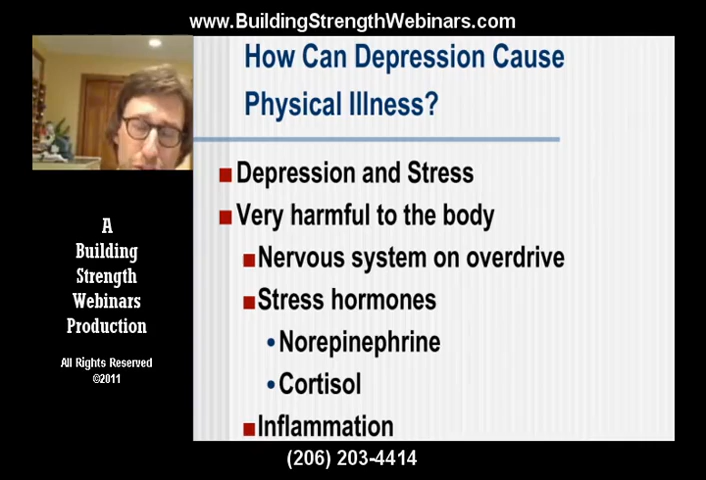 www.BuildingStrengthWebinars.com
How Can Depression Cause
Physical Illness?
■Depression and Stress
■Very harmful to the body
■Nervous system on overdrive
■Stress hormones
•Norepinephrine
•Cortisol
■Inflammation
A
Building
Strength
Webinars
Production
All Rights Reserved
©2011
(206) 203-4414